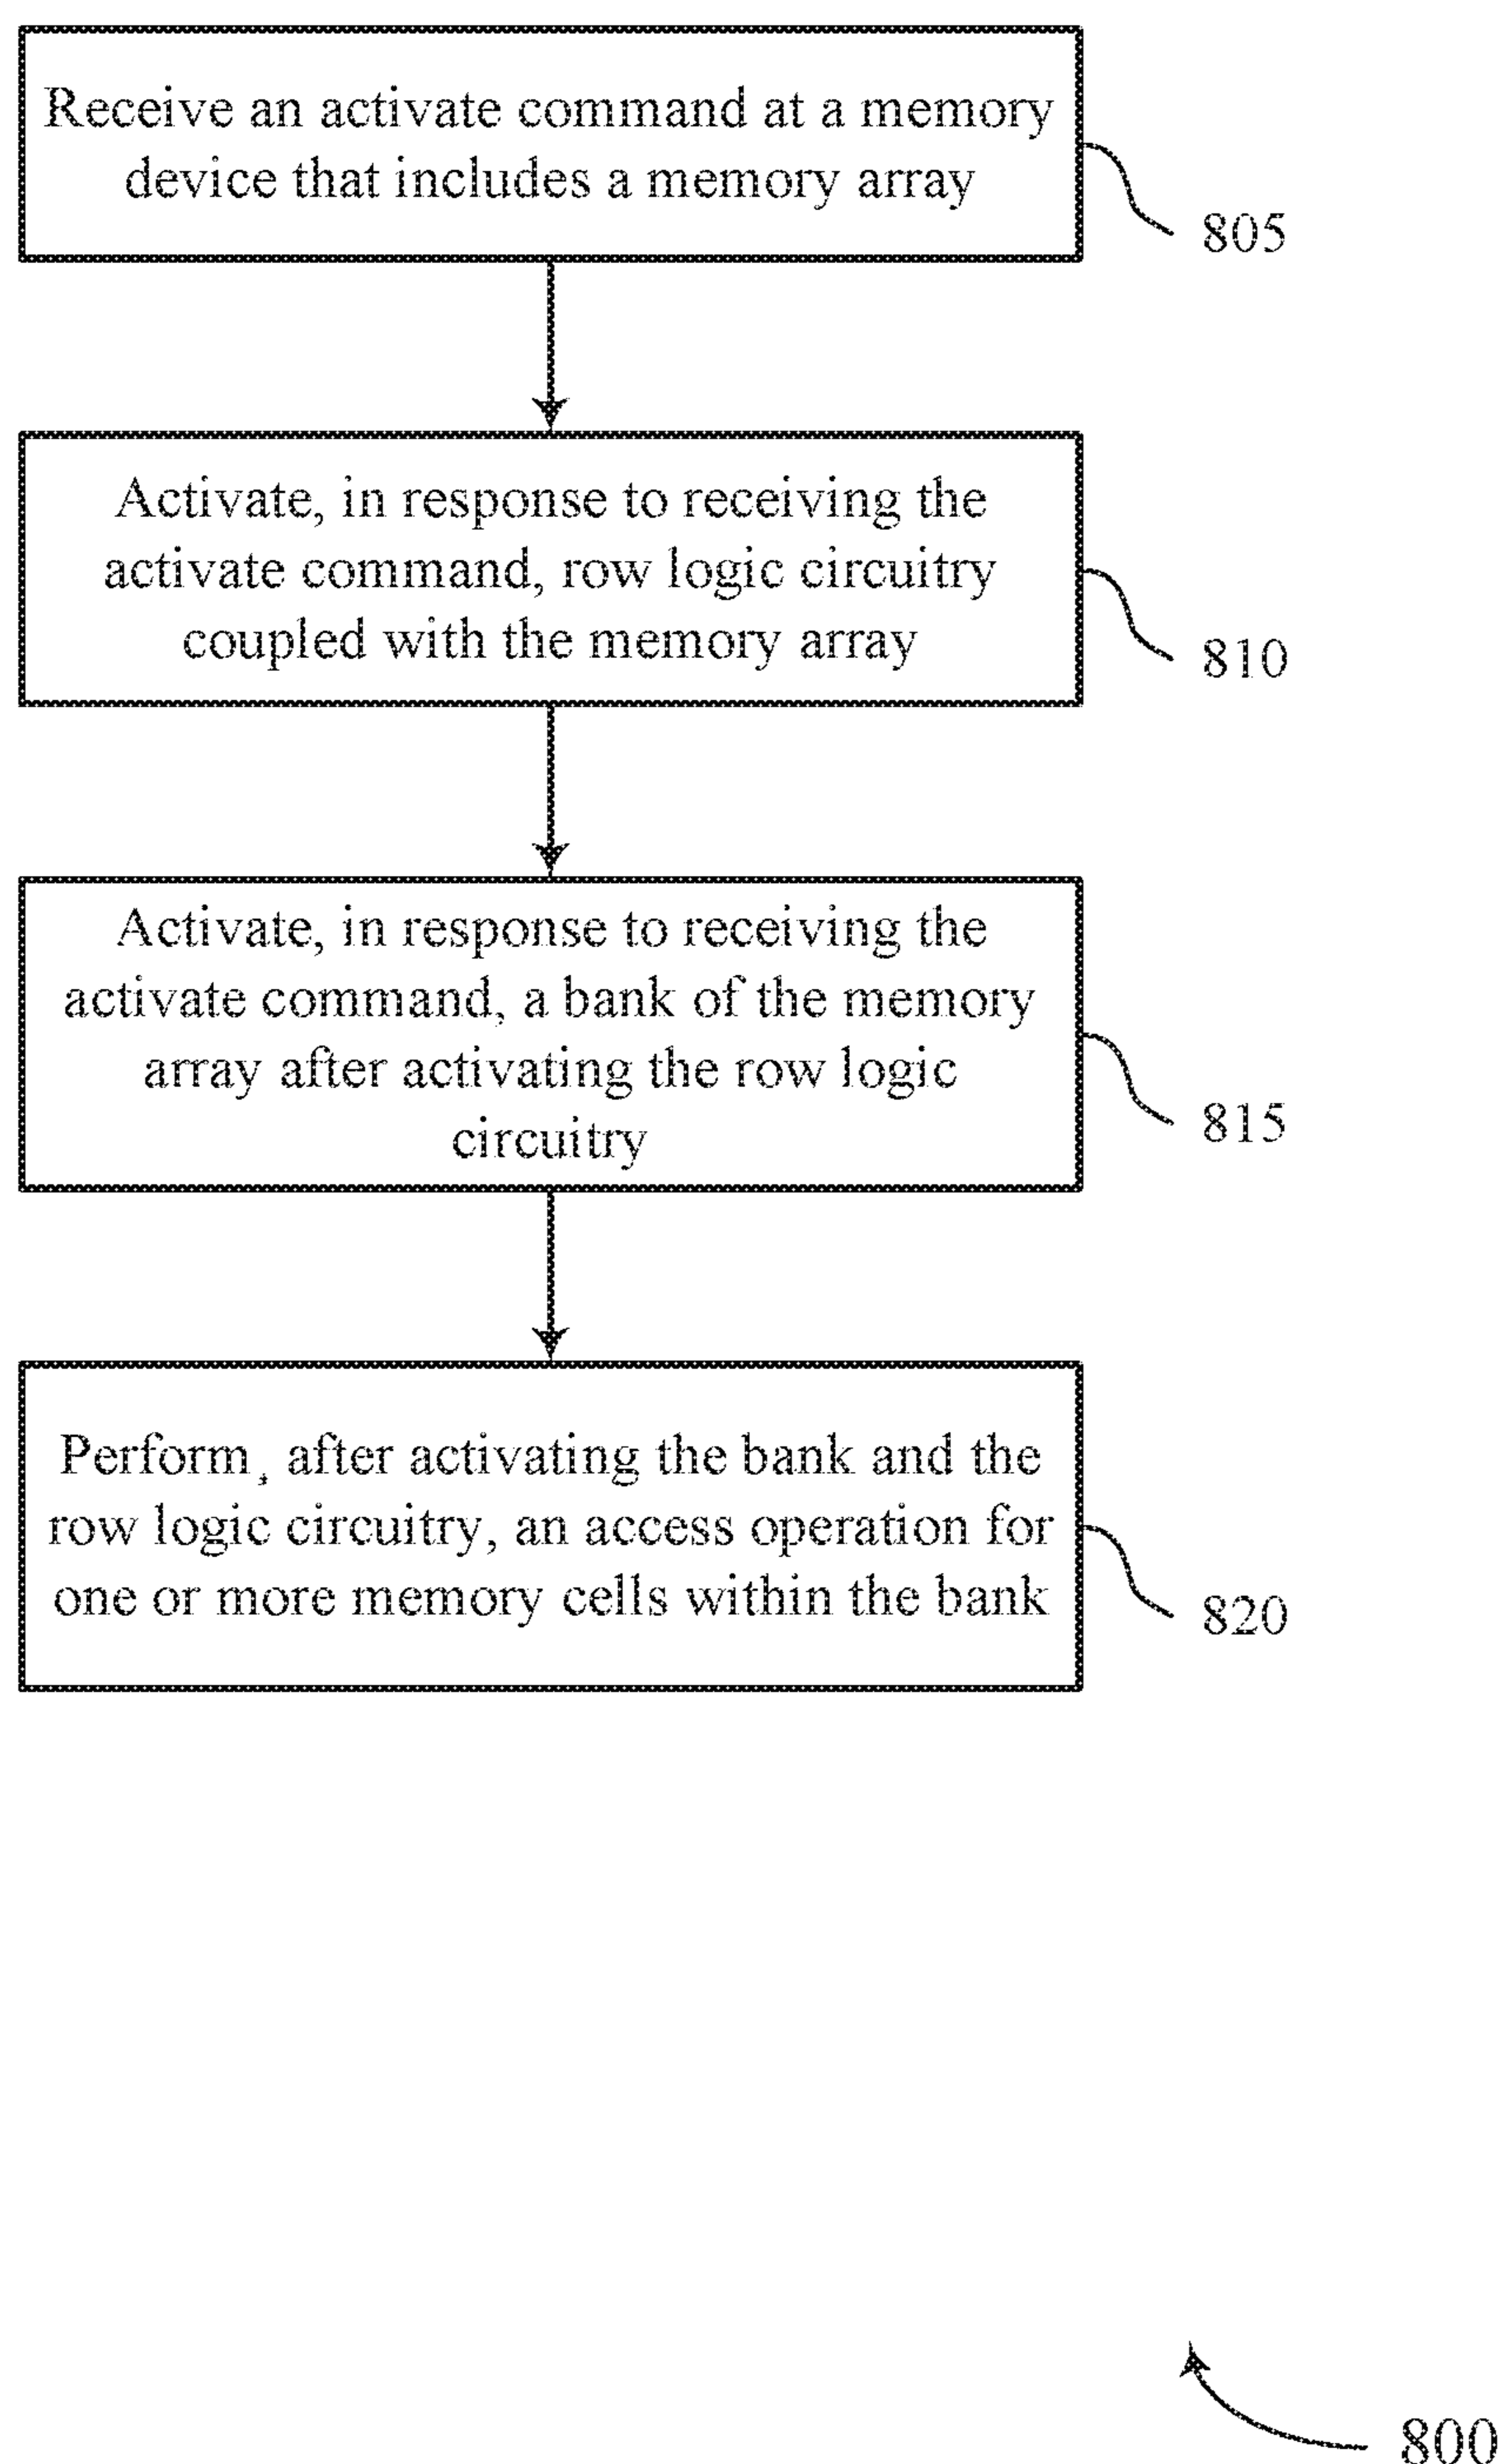 Receive an activate command at a memory
device that includes a memory array
805
Activate, in response to receiving the
activate command, row logic circuitry
coupled with the memory array
810
Activate, in response to receiving the
activate command, a bank of the memory
array after activating the row logic
circuitry
815
Perform, after activating the bank and the
row logic circuitry, an access operation for
one or more memory cells within the bank
820
800